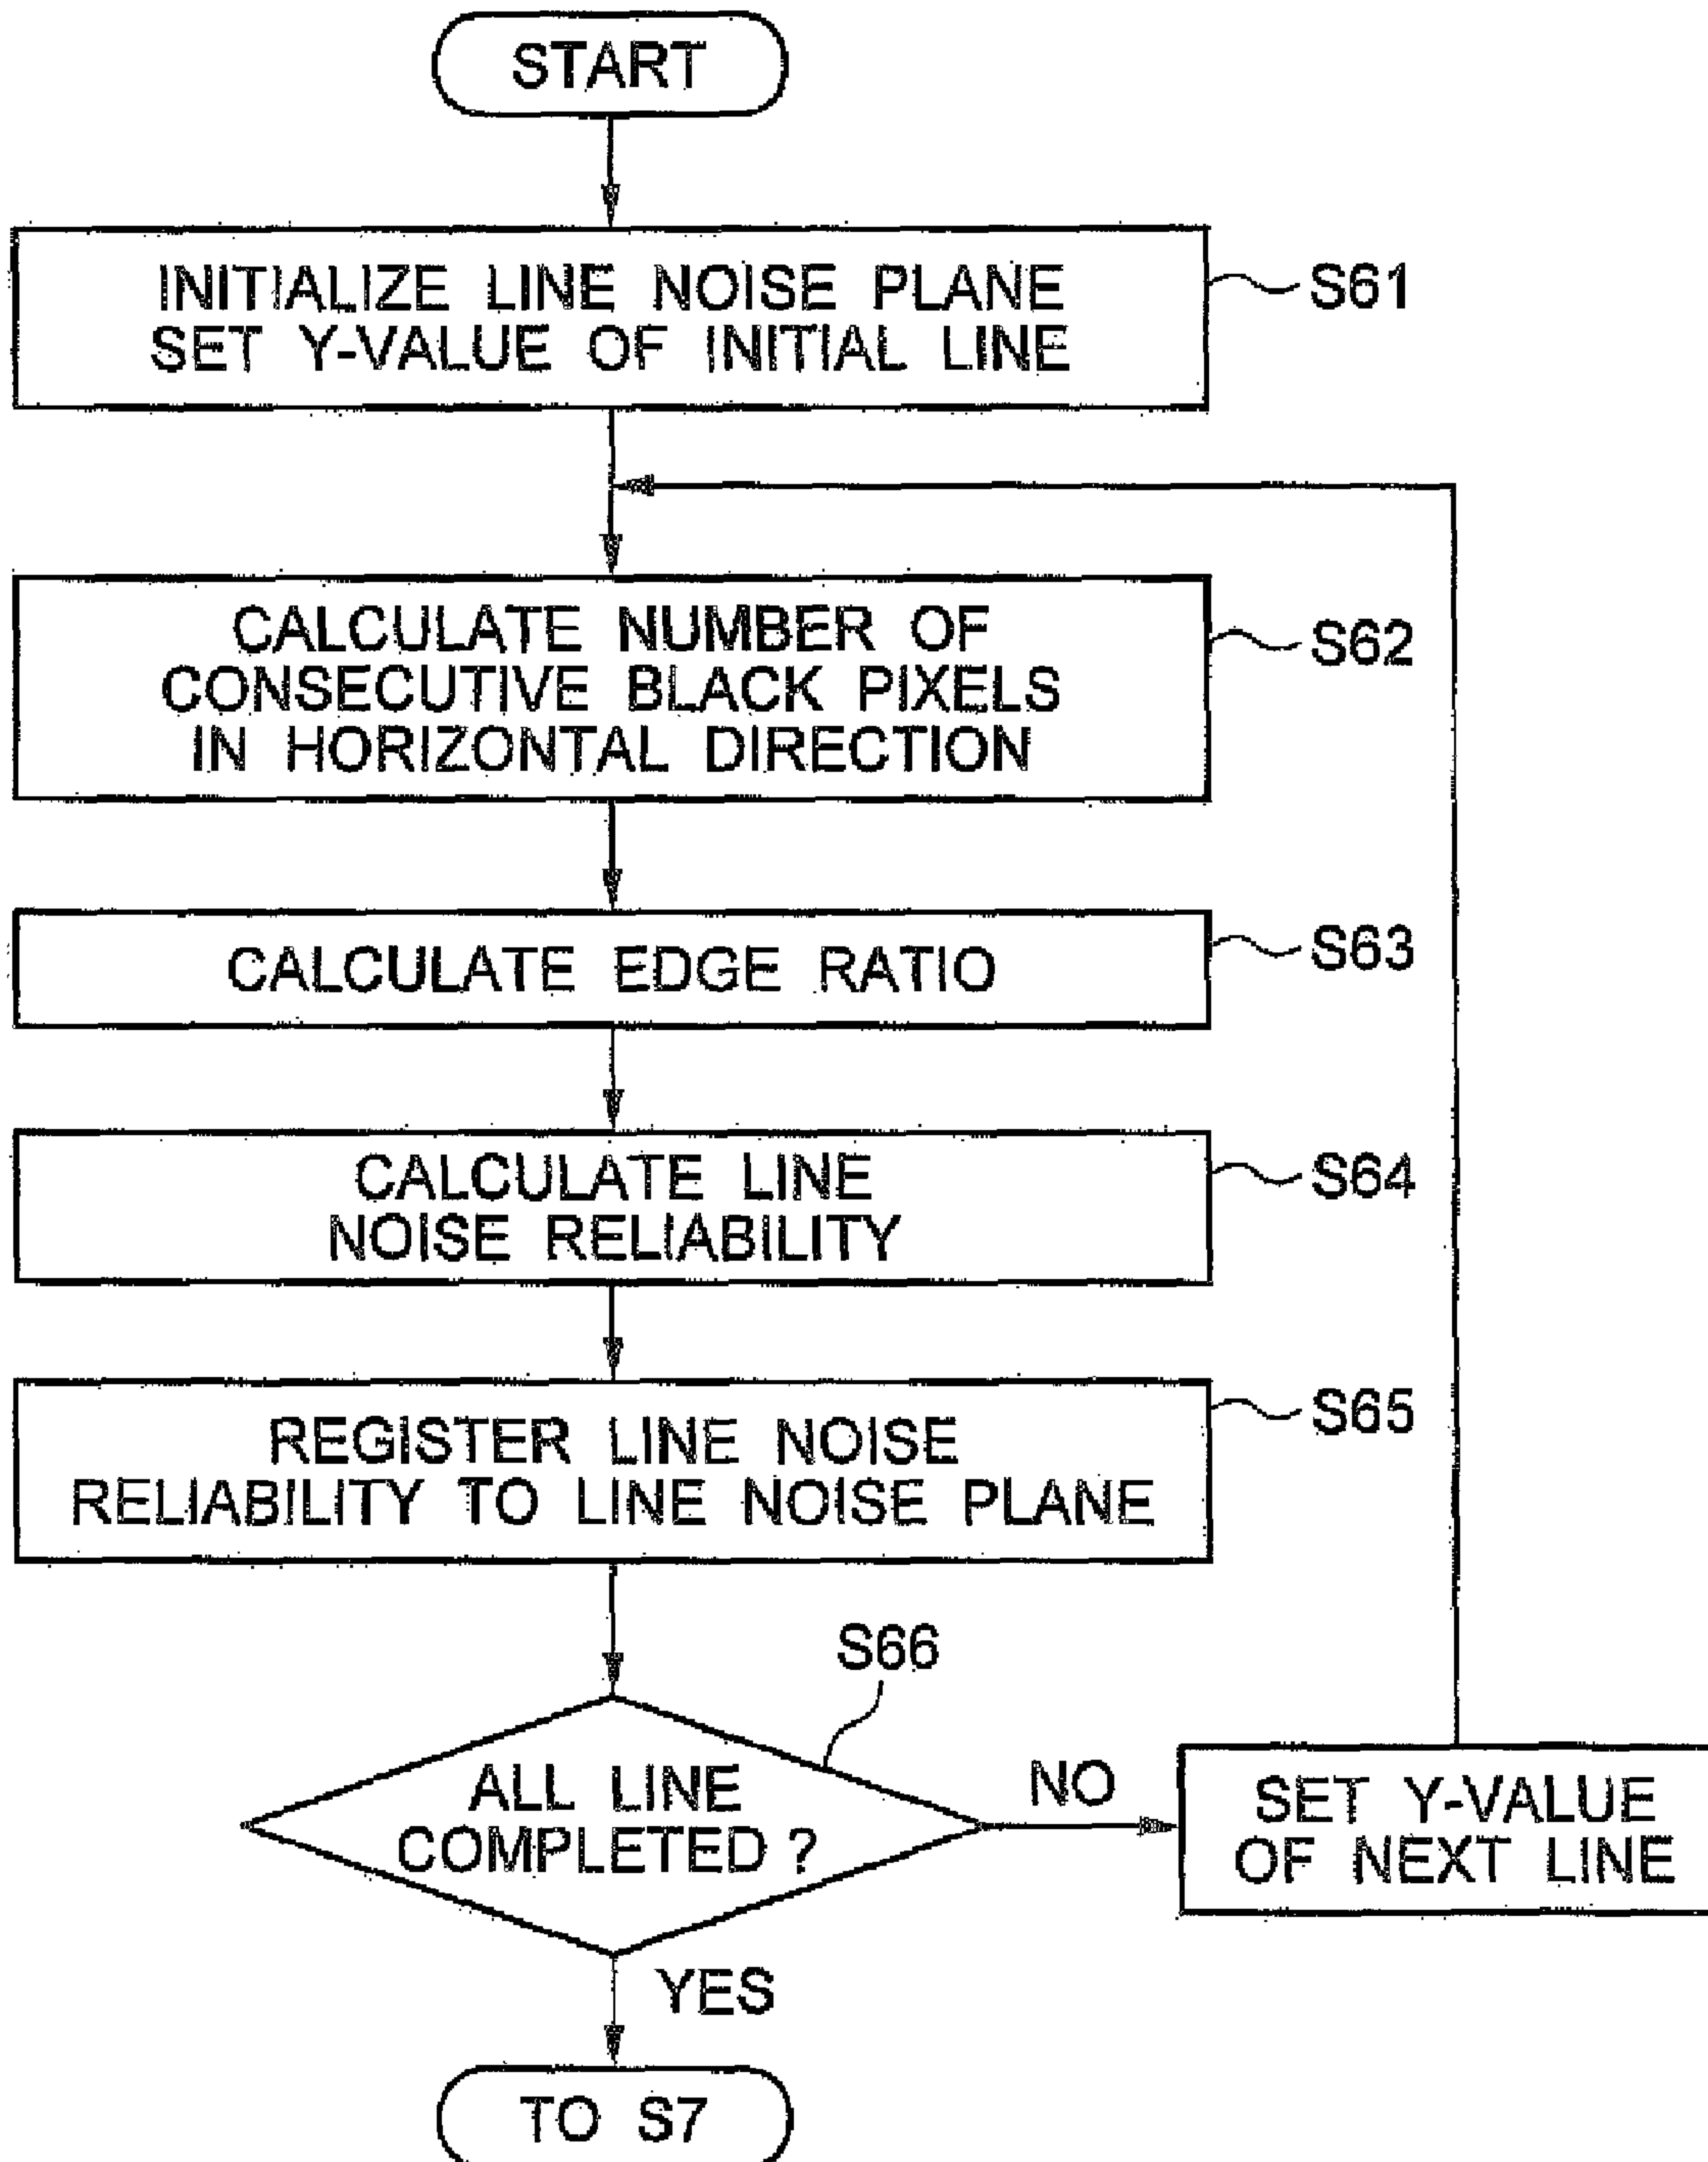 START
INITIALIZE LINE NOISE PLANE
SET Y-VALUE OF INITIAL LINE
S61
CALCULATE NUMBER OF
CONSECUTIVE BLACK PIXELS
IN HORIZONTAL DIRECTION
S62
CALCULATE EDGE RATIO
S63
CALCULATE LINE
NOISE RELIABILITY
S64
REGISTER LINE NOISE
RELIABILITY TO LINE NOISE PLANE
S65
S66
ALL LINE
COMPLETED ?
NO
SET Y-VALUE
OF NEXT LINE
YES
TO S7